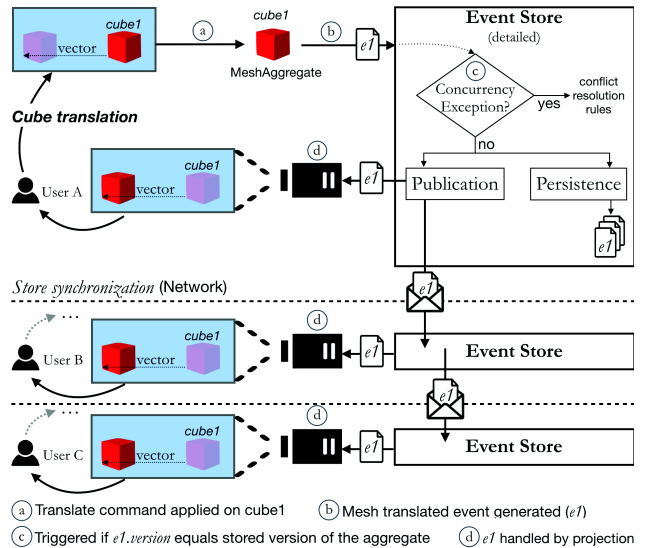 cube1
vector
a
cube1
MeshAggregate
b
e1
Event Store
(detailed)
c
Concurrency
Exception?
yes
conflict
resolution
rules
no
Cube translation
User A
cube1
vector
d
e1
Publication
Persistence
e1
e1
Store synchronization (Network)
...
User B
cube1
vector
d
e1
Event Store
e1
...
User C
cube1
vector
d
e1
Event Store
a Translate command applied on cube1
b Mesh translated event generated (e1)
c Triggered if e1.version equals stored version of the aggregate
d e1 handled by projection